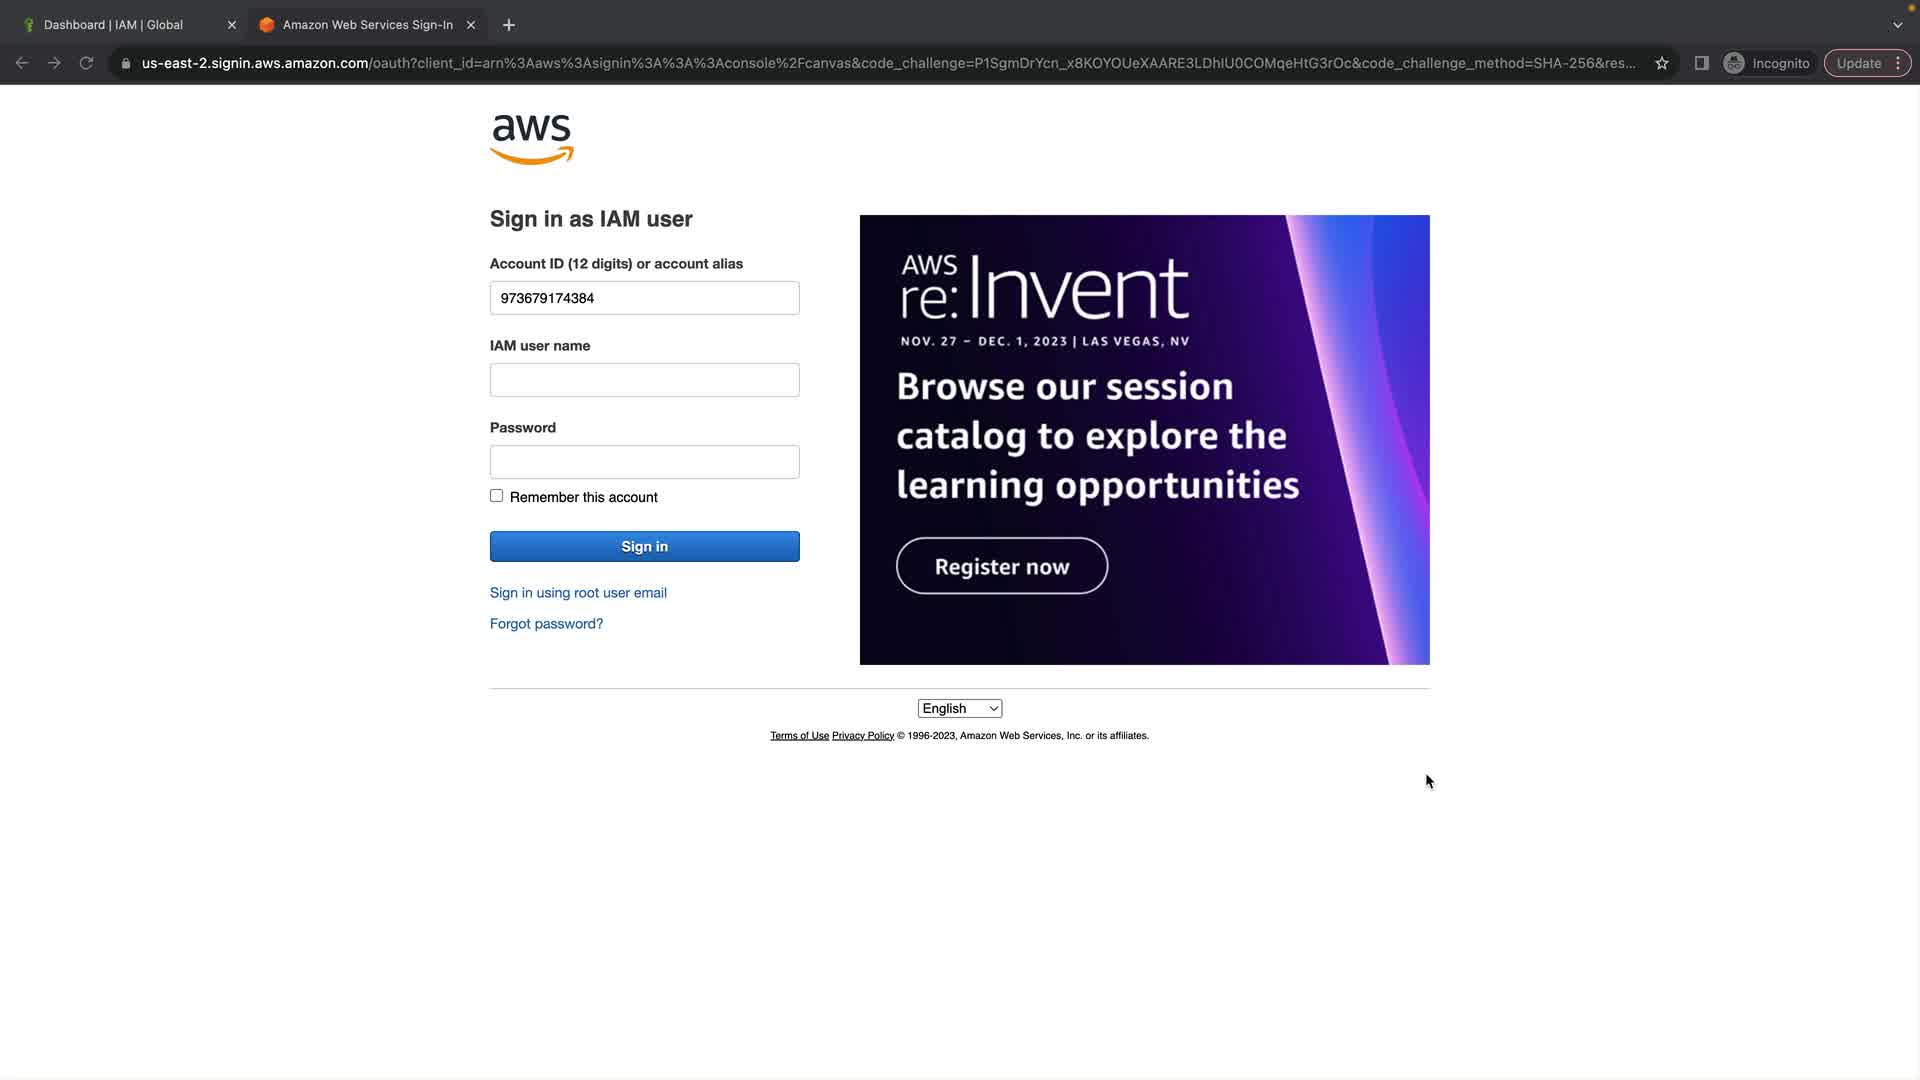 Dashboard | IAM | Global
Amazon Web Services Sign-In
us-east-2.signin.aws.amazon.com/oauth?client_id=arn%3Aaws%3Asignin%3A%3A%3Aconsole%2Fcanvas&code_challenge=P1SgmDrYcn_x8KOYOUeXAARE3LDhIU0COMqeHtG3rOc&code_challenge_method=SHA-256&res...
Incognito
Update
aws
Sign in as IAM user
Account ID (12 digits) or account alias
973679174384
IAM user name
Password
Remember this account
Sign in
Sign in using root user email
Forgot password?
AWS
re:Invent
NOV. 27 – DEC. 1, 2023 | LAS VEGAS, NV
Browse our session
catalog to explore the
learning opportunities
Register now
English
Terms of Use Privacy Policy © 1996-2023, Amazon Web Services, Inc. or its affiliates.